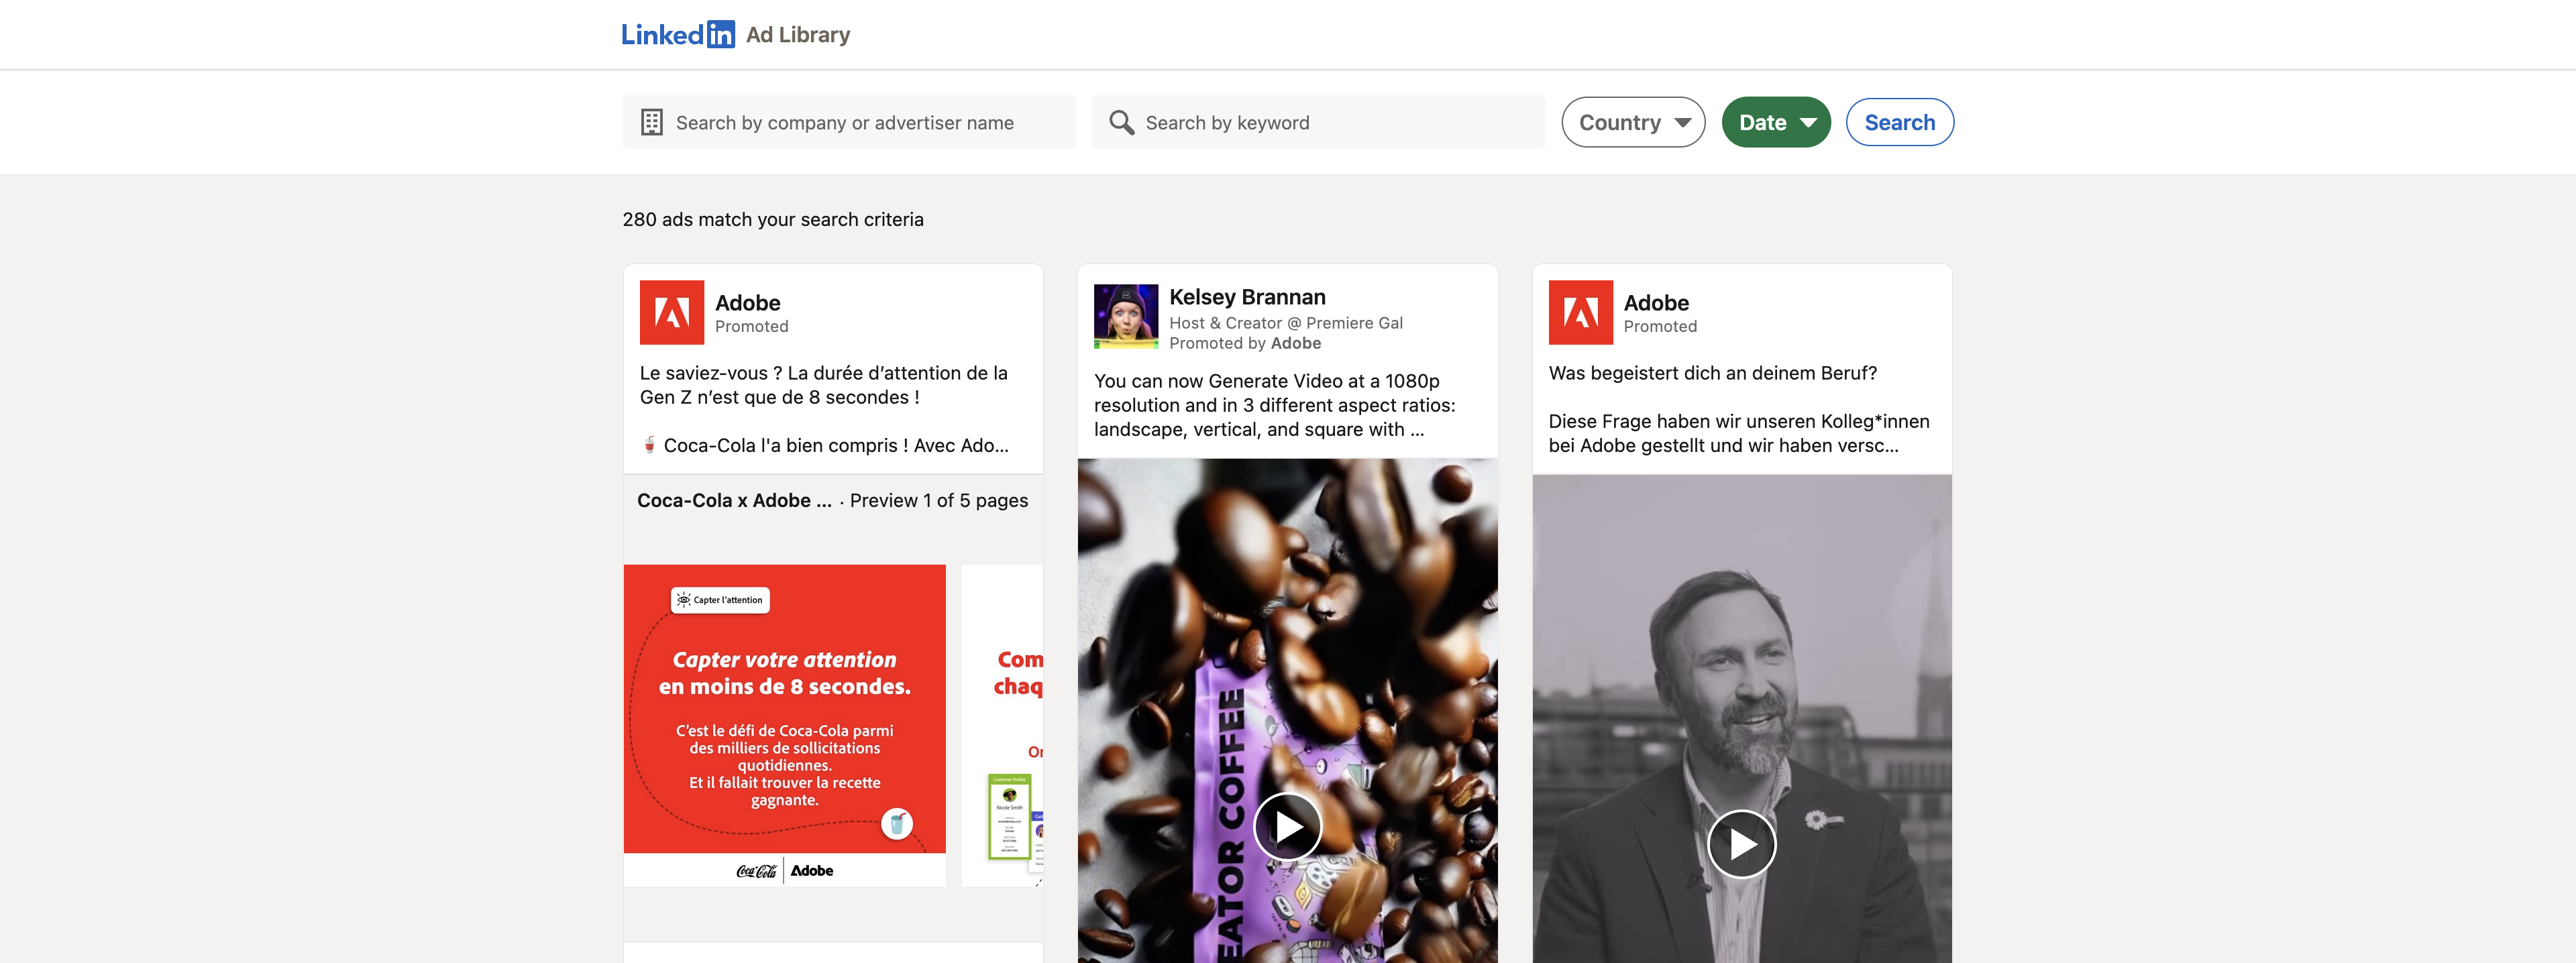 LinkedIn Ad Library
Search by company or advertiser name
Search by keyword
Country
Date
Search
280 ads match your search criteria
Adobe
Promoted
Le saviez-vous ? La durée d’attention de la
Gen Z n’est que de 8 secondes !
🥤 Coca-Cola l'a bien compris ! Avec Ado...
Coca-Cola x Adobe ... · Preview 1 of 5 pages
Capter l’attention
Capter votre attention
en moins de 8 secondes.
C’est le défi de Coca-Cola parmi
des milliers de sollicitations
quotidiennes.
Et il fallait trouver la recette
gagnante.
Coca-Cola | Adobe
Com
chaq
Or
Customer Profile
Nicole Smith
Kelsey Brannan
Host & Creator @ Premiere Gal
Promoted by Adobe
You can now Generate Video at a 1080p
resolution and in 3 different aspect ratios:
landscape, vertical, and square with ...
EATOR COFFEE
Adobe
Promoted
Was begeistert dich an deinem Beruf?
Diese Frage haben wir unseren Kolleg*innen
bei Adobe gestellt und wir haben versc...